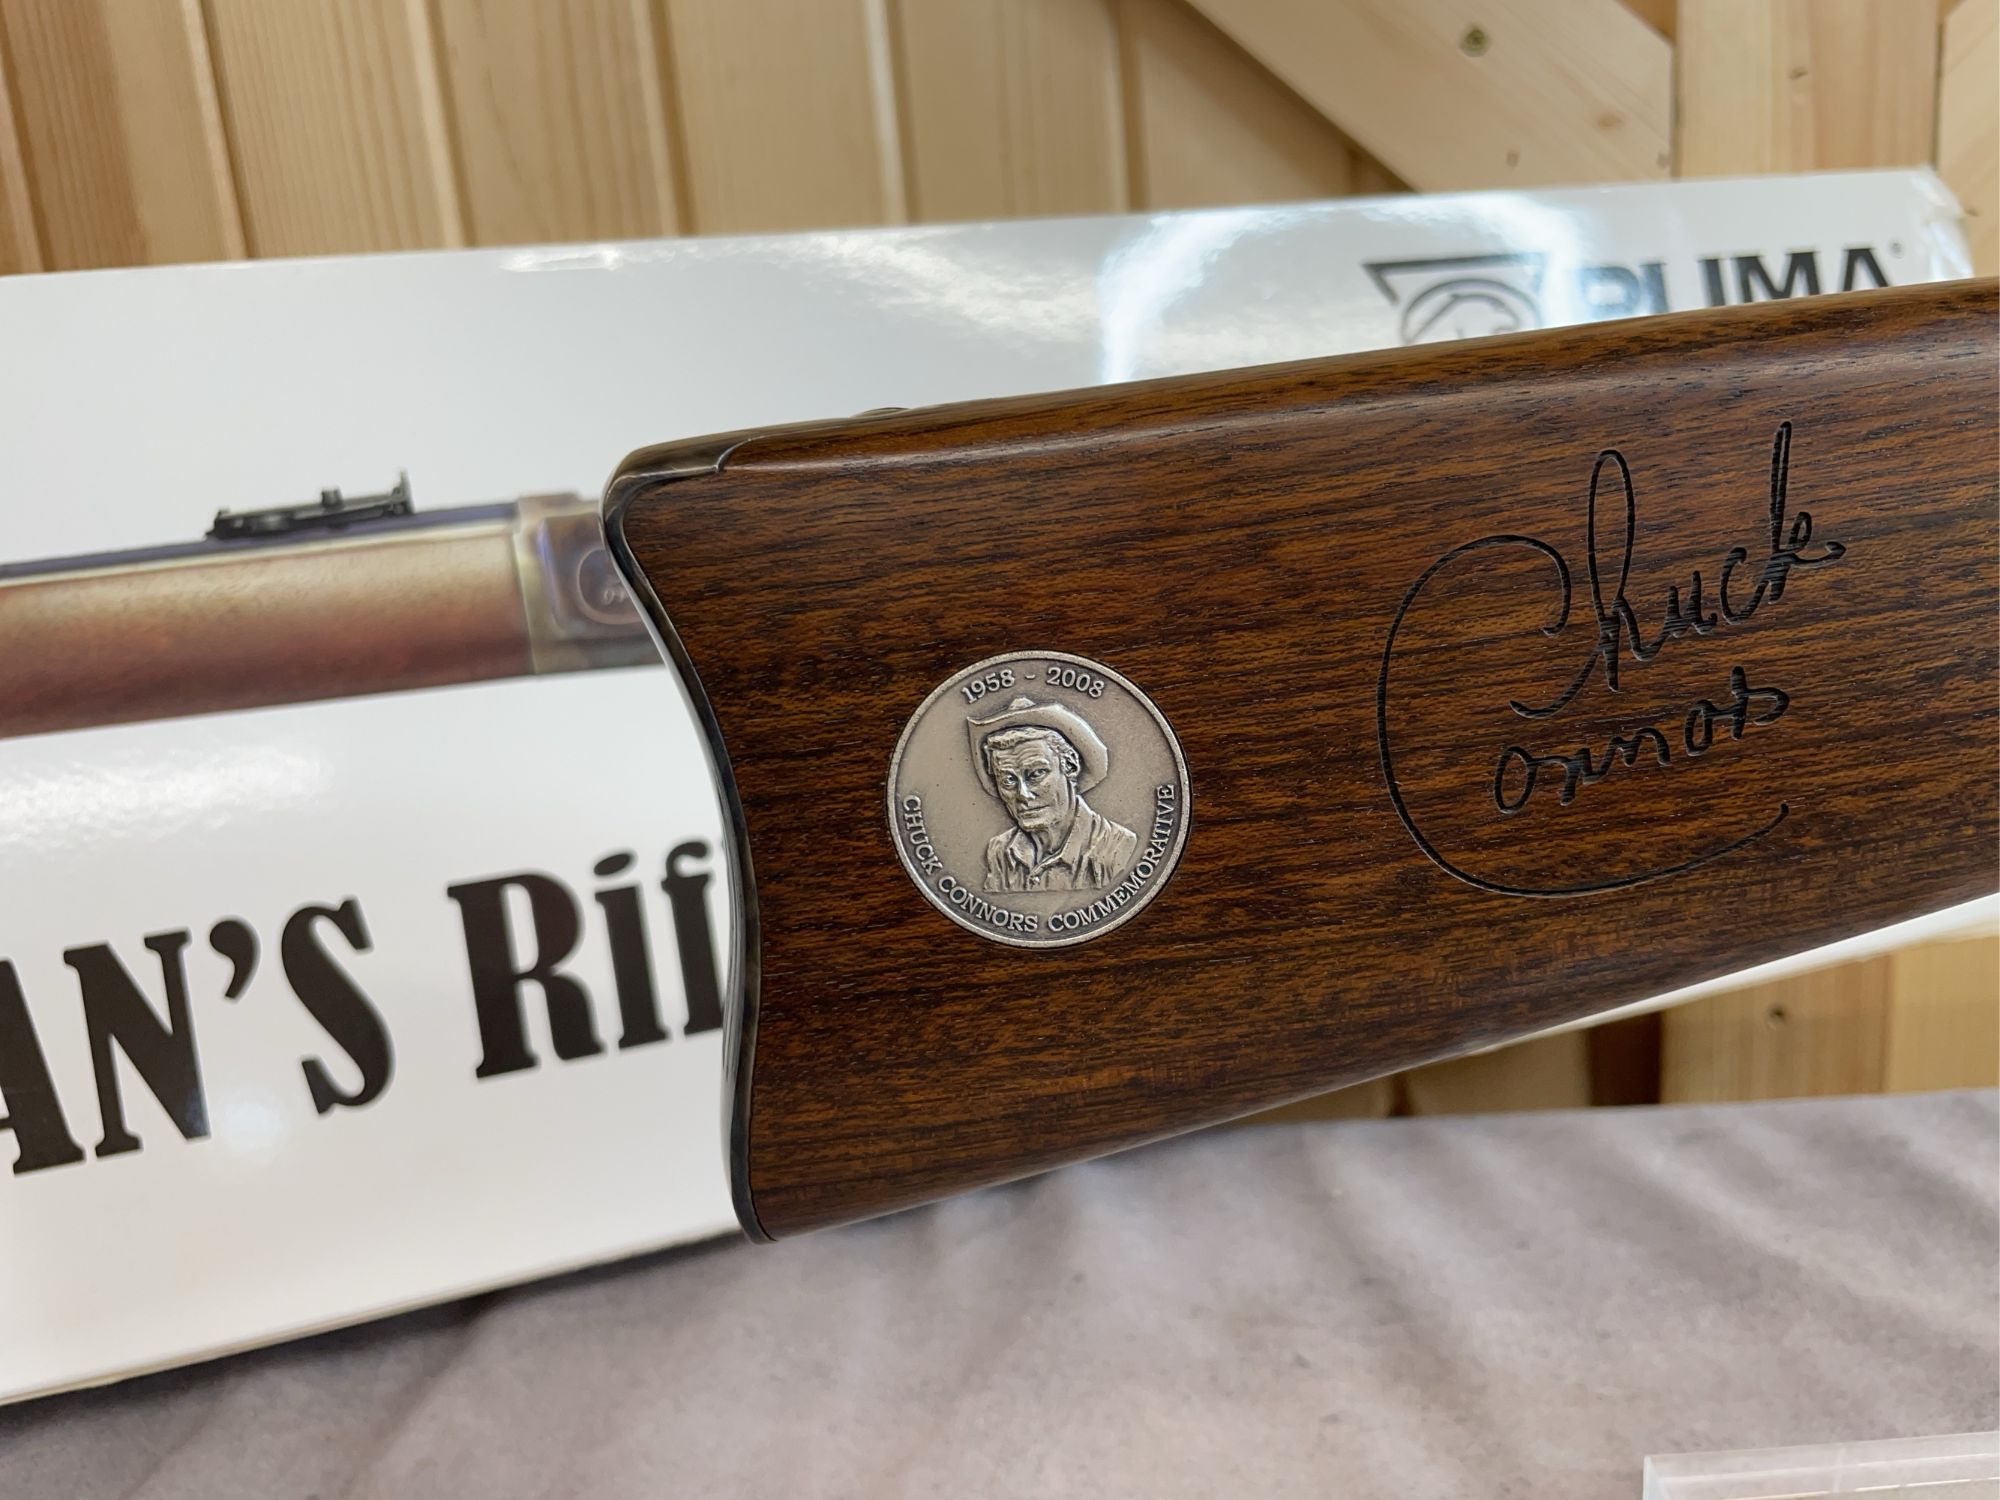 PUMA®
AN'S Rif
1958 - 2008
CHUCK CONNORS COMMEMORATIVE
Chuck
Connors